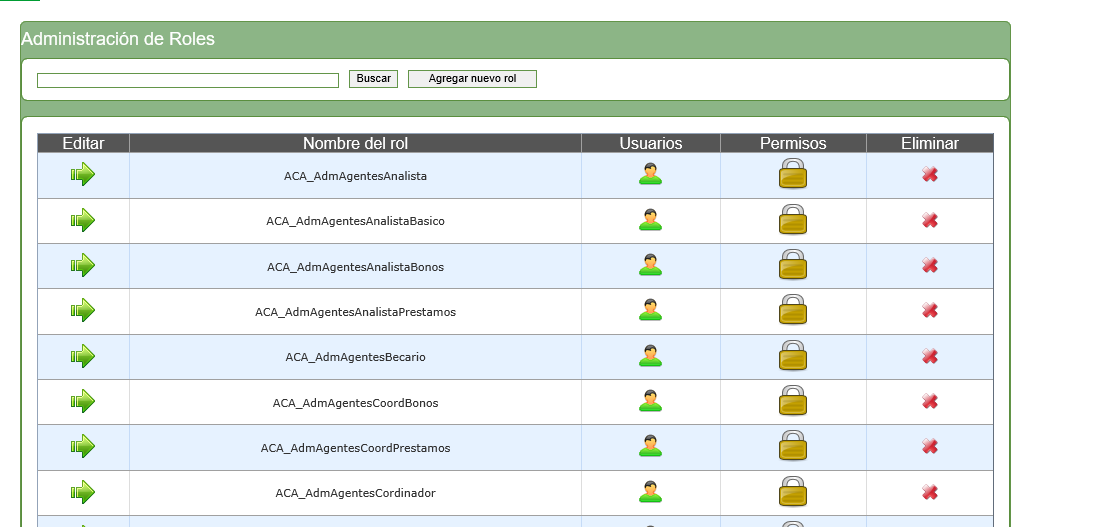 Administración de Roles
Buscar Agregar nuevo rol
Editar Nombre del rol Usuarios Permisos Eliminar
ACA_AdmAgentesAnalista
ACA_AdmAgentesAnalistaBasico
ACA_AdmAgentesAnalistaBonos
ACA_AdmAgentesAnalistaPrestamos
ACA_AdmAgentesBecario
ACA_AdmAgentesCoordBonos
ACA_AdmAgentesCoordPrestamos
ACA_AdmAgentesCordinador